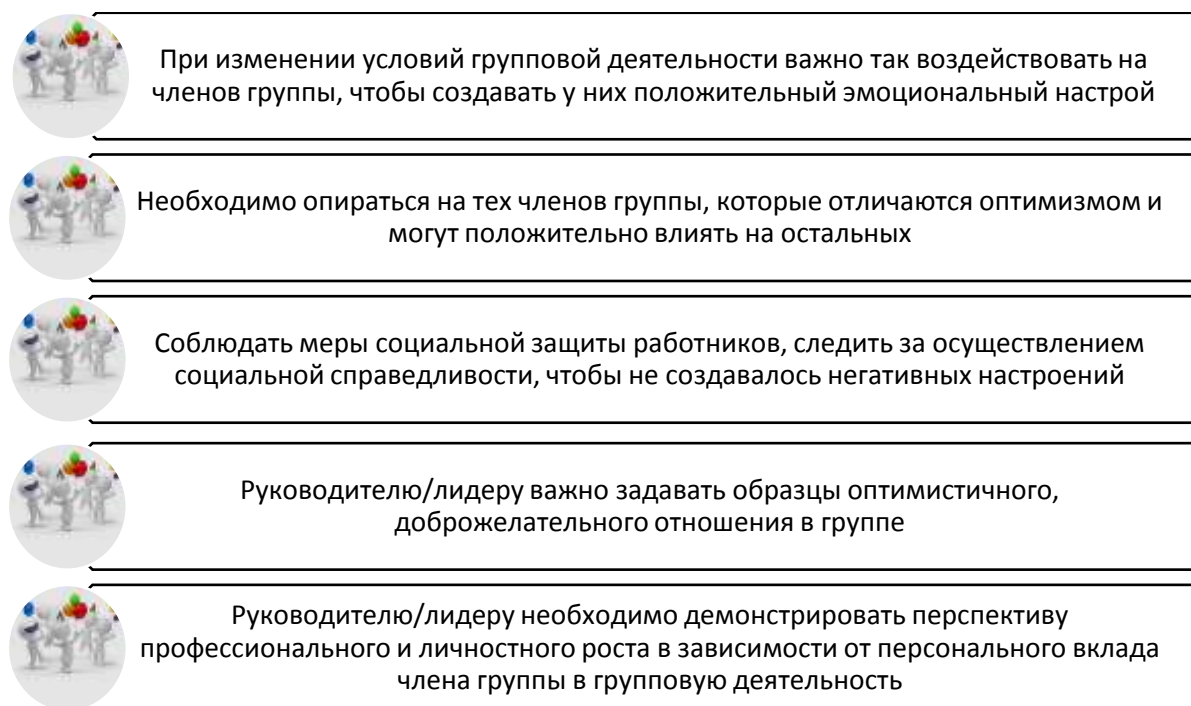 При изменении условий групповой деятельности важно так воздействовать на
членов группы, чтобы создавать у них положительный эмоциональный настрой
Необходимо опираться на тех членов группы, которые отличаются оптимизмом и
могут положительно влиять на остальных
Соблюдать меры социальной защиты работников, следить за осуществлением
социальной справедливости, чтобы не создавалось негативных настроений
Руководителю/лидеру важно задавать образцы оптимистичного,
доброжелательного отношения в группе
Руководителю/лидеру необходимо демонстрировать перспективу
профессионального и личностного роста в зависимости от персонального вклада
члена группы в групповую деятельность